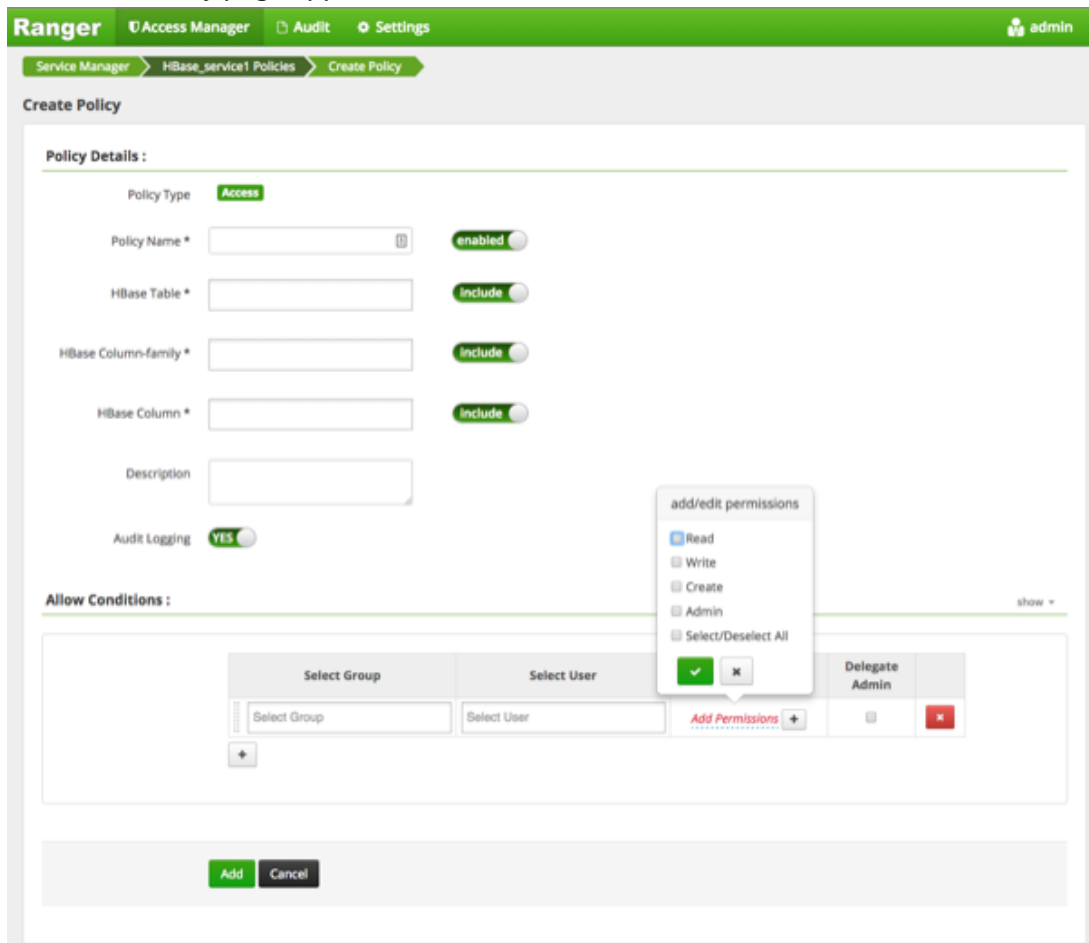 Ranger Access Manager Audit Settings admin
Service Manager HBase_service1 Policies Create Policy
Create Policy
Policy Details :
Policy Type Access
Policy Name * enabled
HBase Table * include
HBase Column-family * include
HBase Column * include
Description
Audit Logging YES
add/edit permissions
Read
Write
Create
Admin
Select/Deselect All
Allow Conditions : show
Select Group Select User Delegate Admin
Select Group Select User Add Permissions +
+
Add Cancel